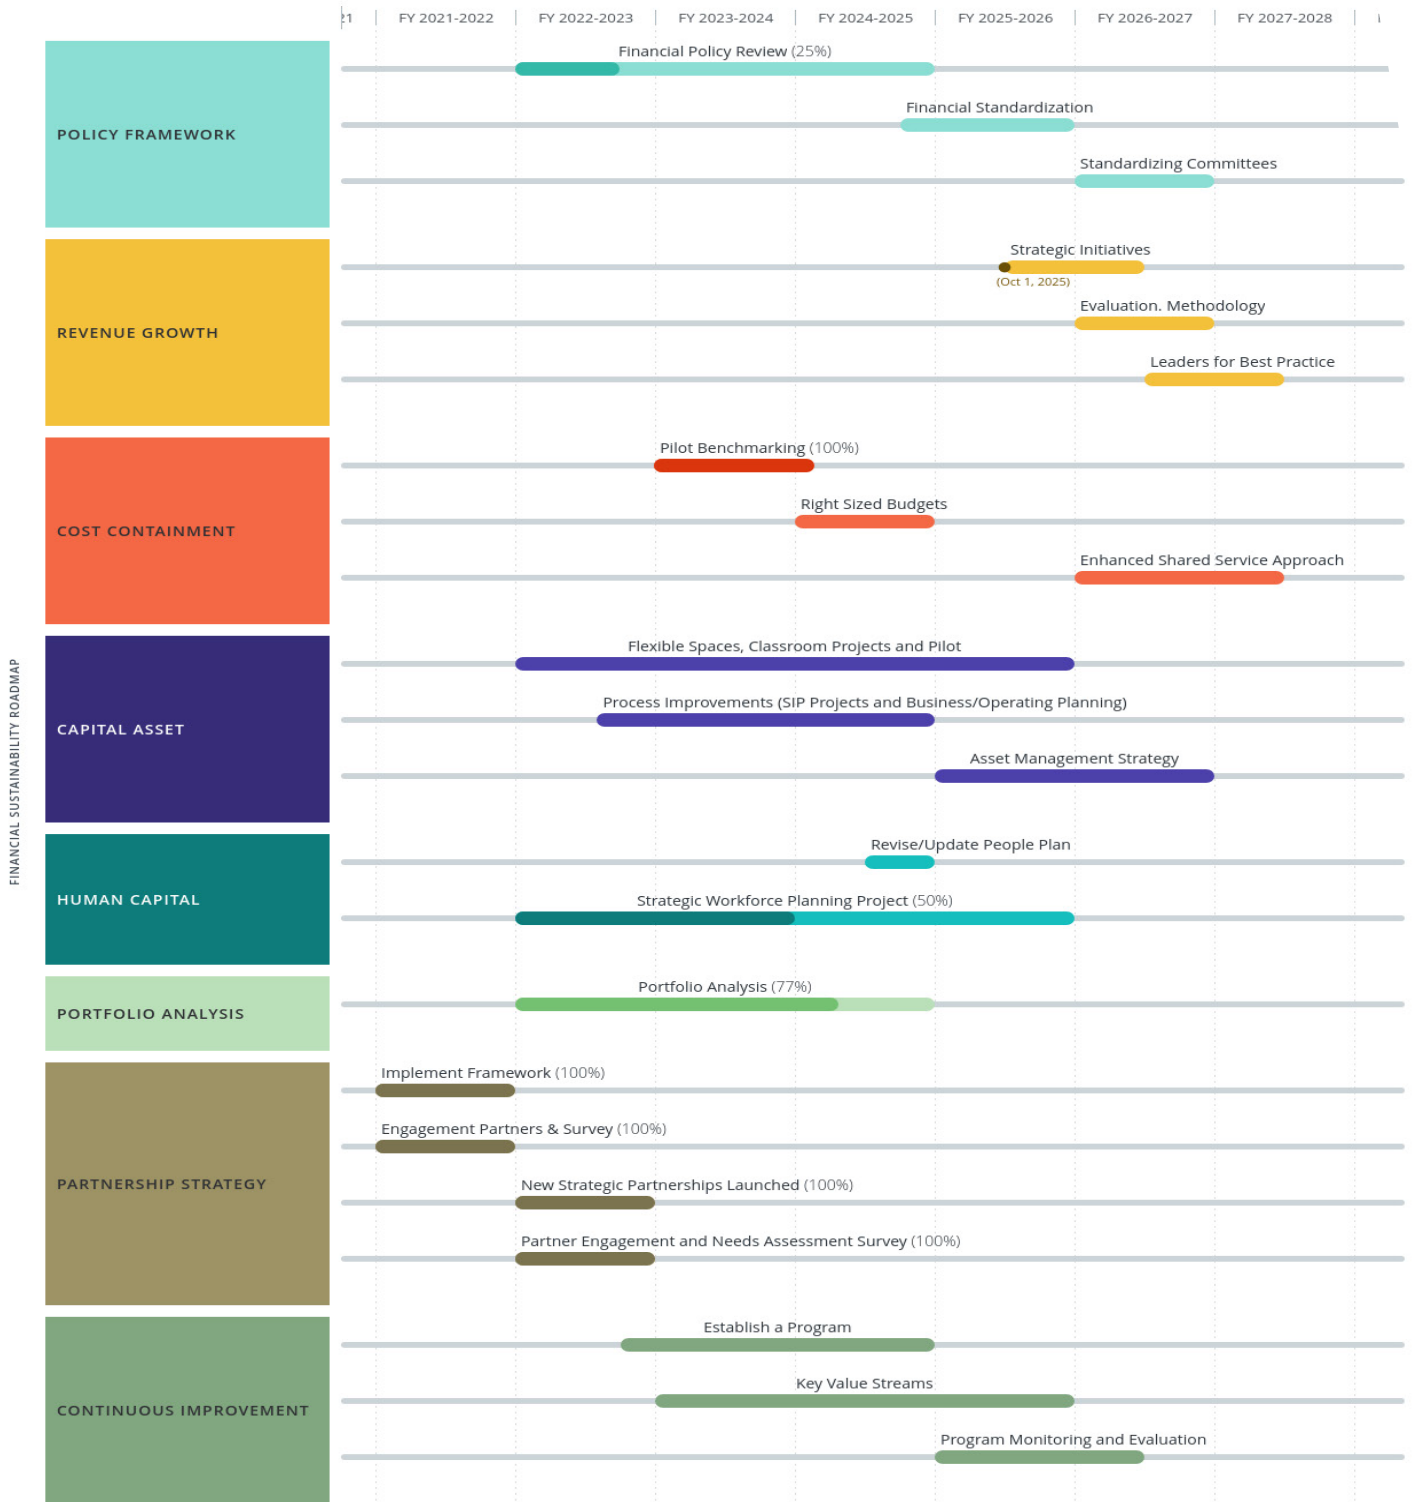 21 FY 2021-2022 FY 2022-2023 FY 2023-2024 FY 2024-2025 FY 2025-2026 FY 2026-2027 FY 2027-2028
FINANCIAL SUSTAINABILITY ROADMAP
POLICY FRAMEWORK
Financial Policy Review (25%)
Financial Standardization
Standardizing Committees
REVENUE GROWTH
Strategic Initiatives
(Oct 1, 2025)
Evaluation. Methodology
Leaders for Best Practice
COST CONTAINMENT
Pilot Benchmarking (100%)
Right Sized Budgets
Enhanced Shared Service Approach
CAPITAL ASSET
Flexible Spaces, Classroom Projects and Pilot
Process Improvements (SIP Projects and Business/Operating Planning)
Asset Management Strategy
HUMAN CAPITAL
Revise/Update People Plan
Strategic Workforce Planning Project (50%)
PORTFOLIO ANALYSIS
Portfolio Analysis (77%)
PARTNERSHIP STRATEGY
Implement Framework (100%)
Engagement Partners & Survey (100%)
New Strategic Partnerships Launched (100%)
Partner Engagement and Needs Assessment Survey (100%)
CONTINUOUS IMPROVEMENT
Establish a Program
Key Value Streams
Program Monitoring and Evaluation